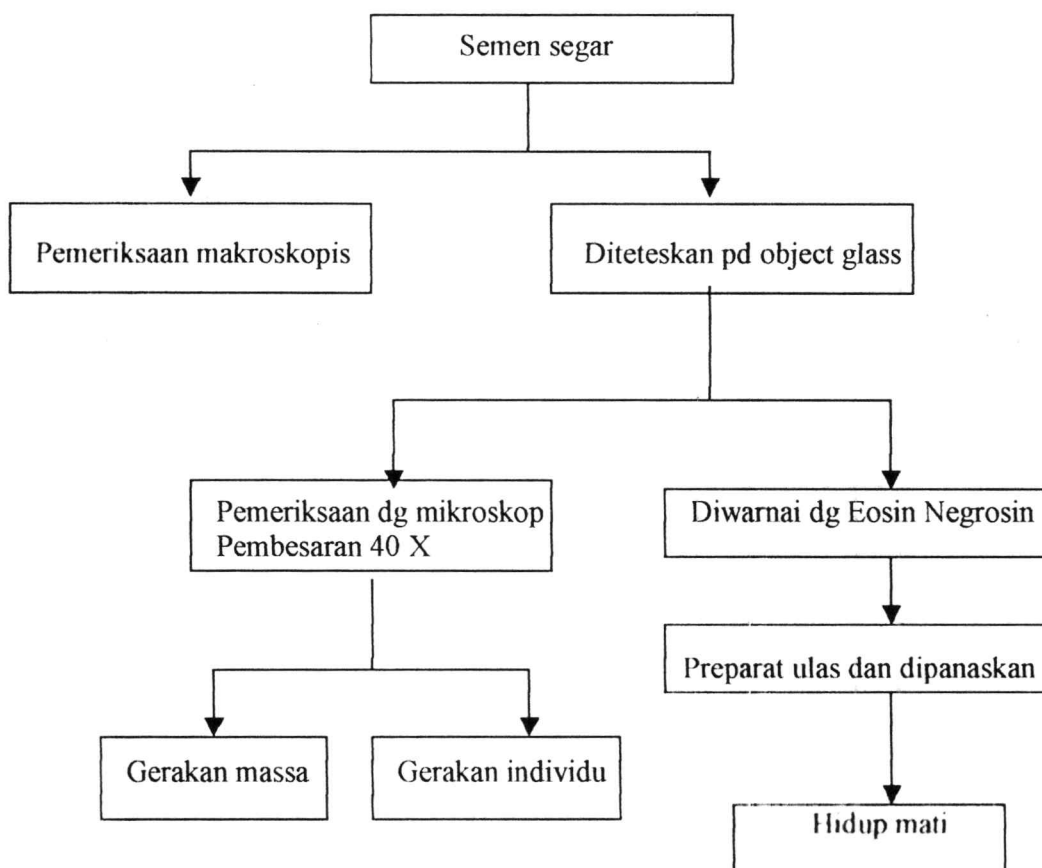 Semen segar
Pemeriksaan makroskopis
Diteteskan pd object glass
Pemeriksaan dg mikroskop
Pembesaran 40 X
Diwarnai dg Eosin Negrosin
Preparat ulas dan dipanaskan
Gerakan massa
Gerakan individu
Hidup mati